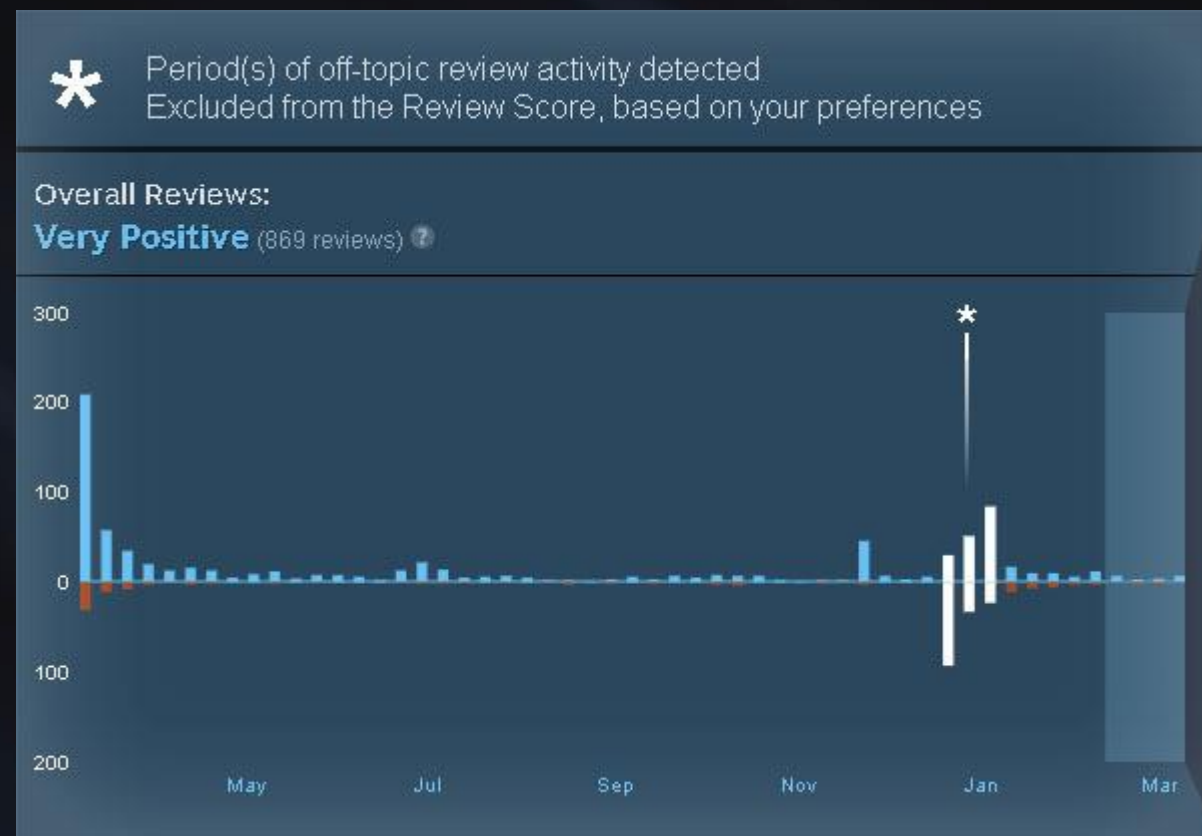 *
Period(s) of off-topic review activity detected
Excluded from the Review Score, based on your preferences
Overall Reviews:
Very Positive (869 reviews) ?
300
*
200
100
0
100
200
May Jul Sep Nov Jan Mar